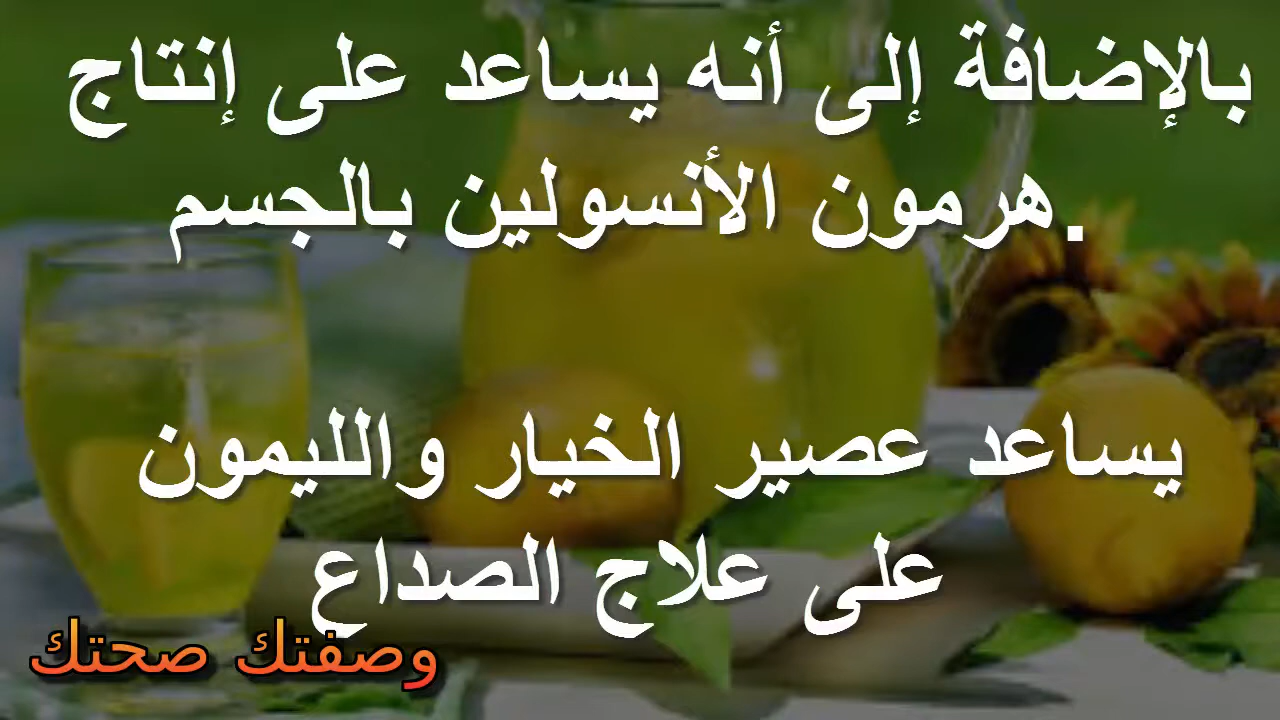 بالإضافة إلى أنه يساعد على إنتاج
هرمون الأنسولين بالجسم.
يساعد عصير الخيار والليمون
على علاج الصداع
وصفتك صحتك